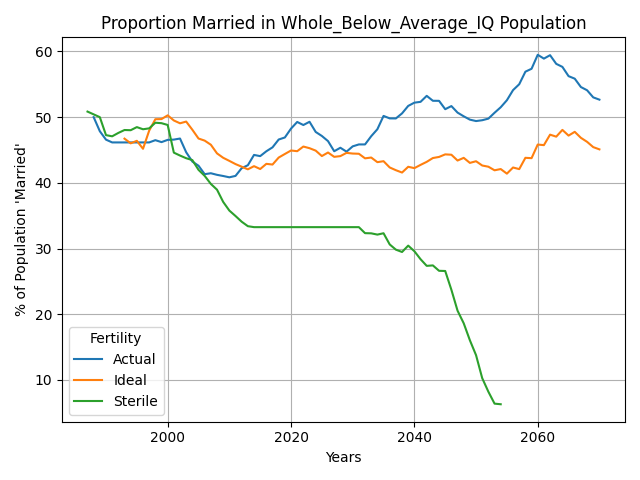 Proportion Married in Whole_Below_Average_IQ Population
% of Population 'Married'
60
50
40
30
20
10
Fertility
Actual
Ideal
Sterile
2000
2020
2040
2060
Years